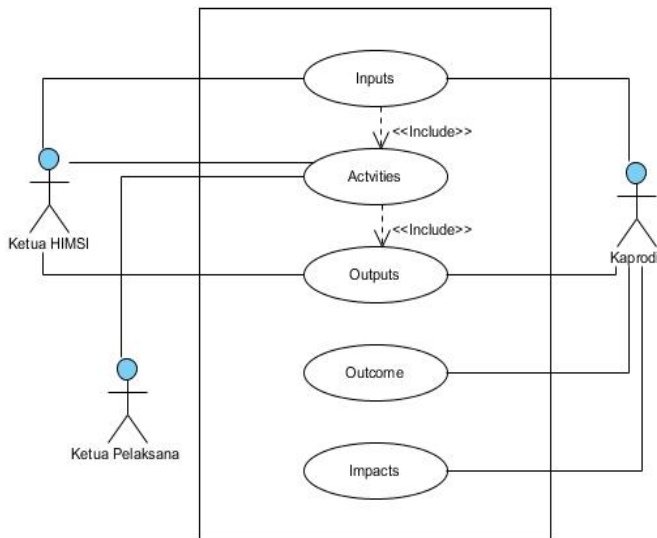 Inputs
<<Include>>
Actvities
Ketua HIMSI
<<Include>>
Kaprodi
Outputs
Outcome
Ketua Pelaksana
Impacts